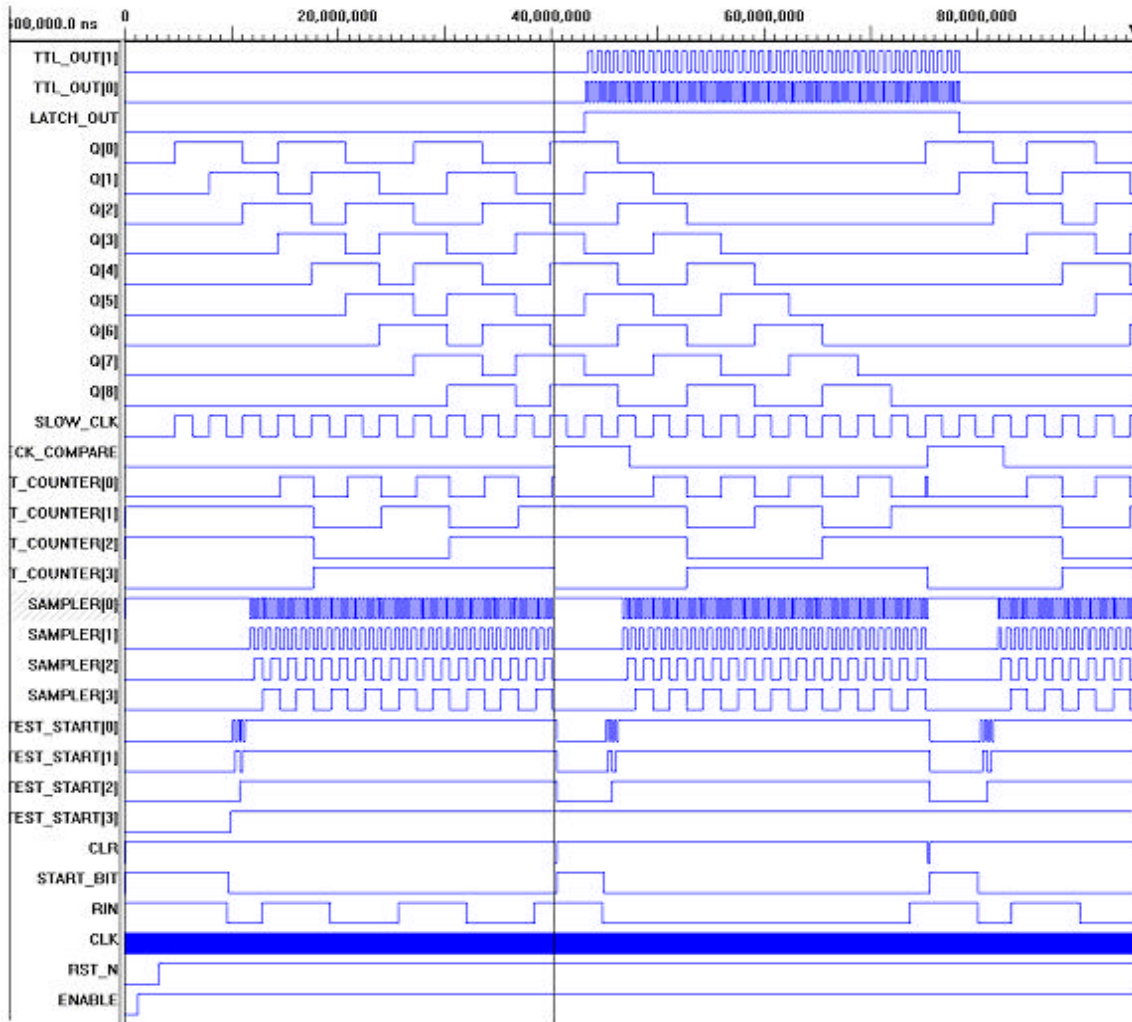 500,000.0 ns 0 20,000,000 40,000,000 60,000,000 80,000,000
TTL_OUT[1]
TTL_OUT[0]
LATCH_OUT
Q[0]
Q[1]
Q[2]
Q[3]
Q[4]
Q[5]
Q[6]
Q[7]
Q[8]
SLOW_CLK
ECK_COMPARE
T_COUNTER[0]
T_COUNTER[1]
T_COUNTER[2]
T_COUNTER[3]
SAMPLER[0]
SAMPLER[1]
SAMPLER[2]
SAMPLER[3]
TEST_START[0]
TEST_START[1]
TEST_START[2]
TEST_START[3]
CLR
START_BIT
RIN
CLK
RST_N
ENABLE